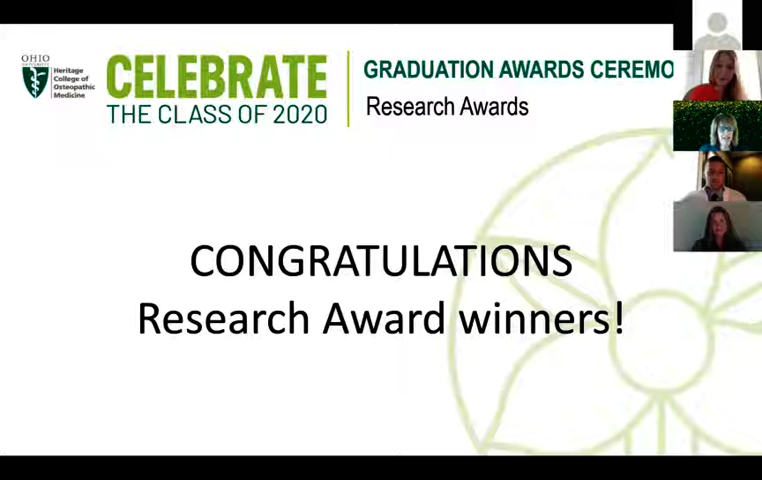 OHIO
UNIVERSITY
Heritage
College of
Osteopathic
Medicine
CELEBRATE
THE CLASS OF 2020
GRADUATION AWARDS CEREMO
Research Awards
CONGRATULATIONS
Research Award winners!